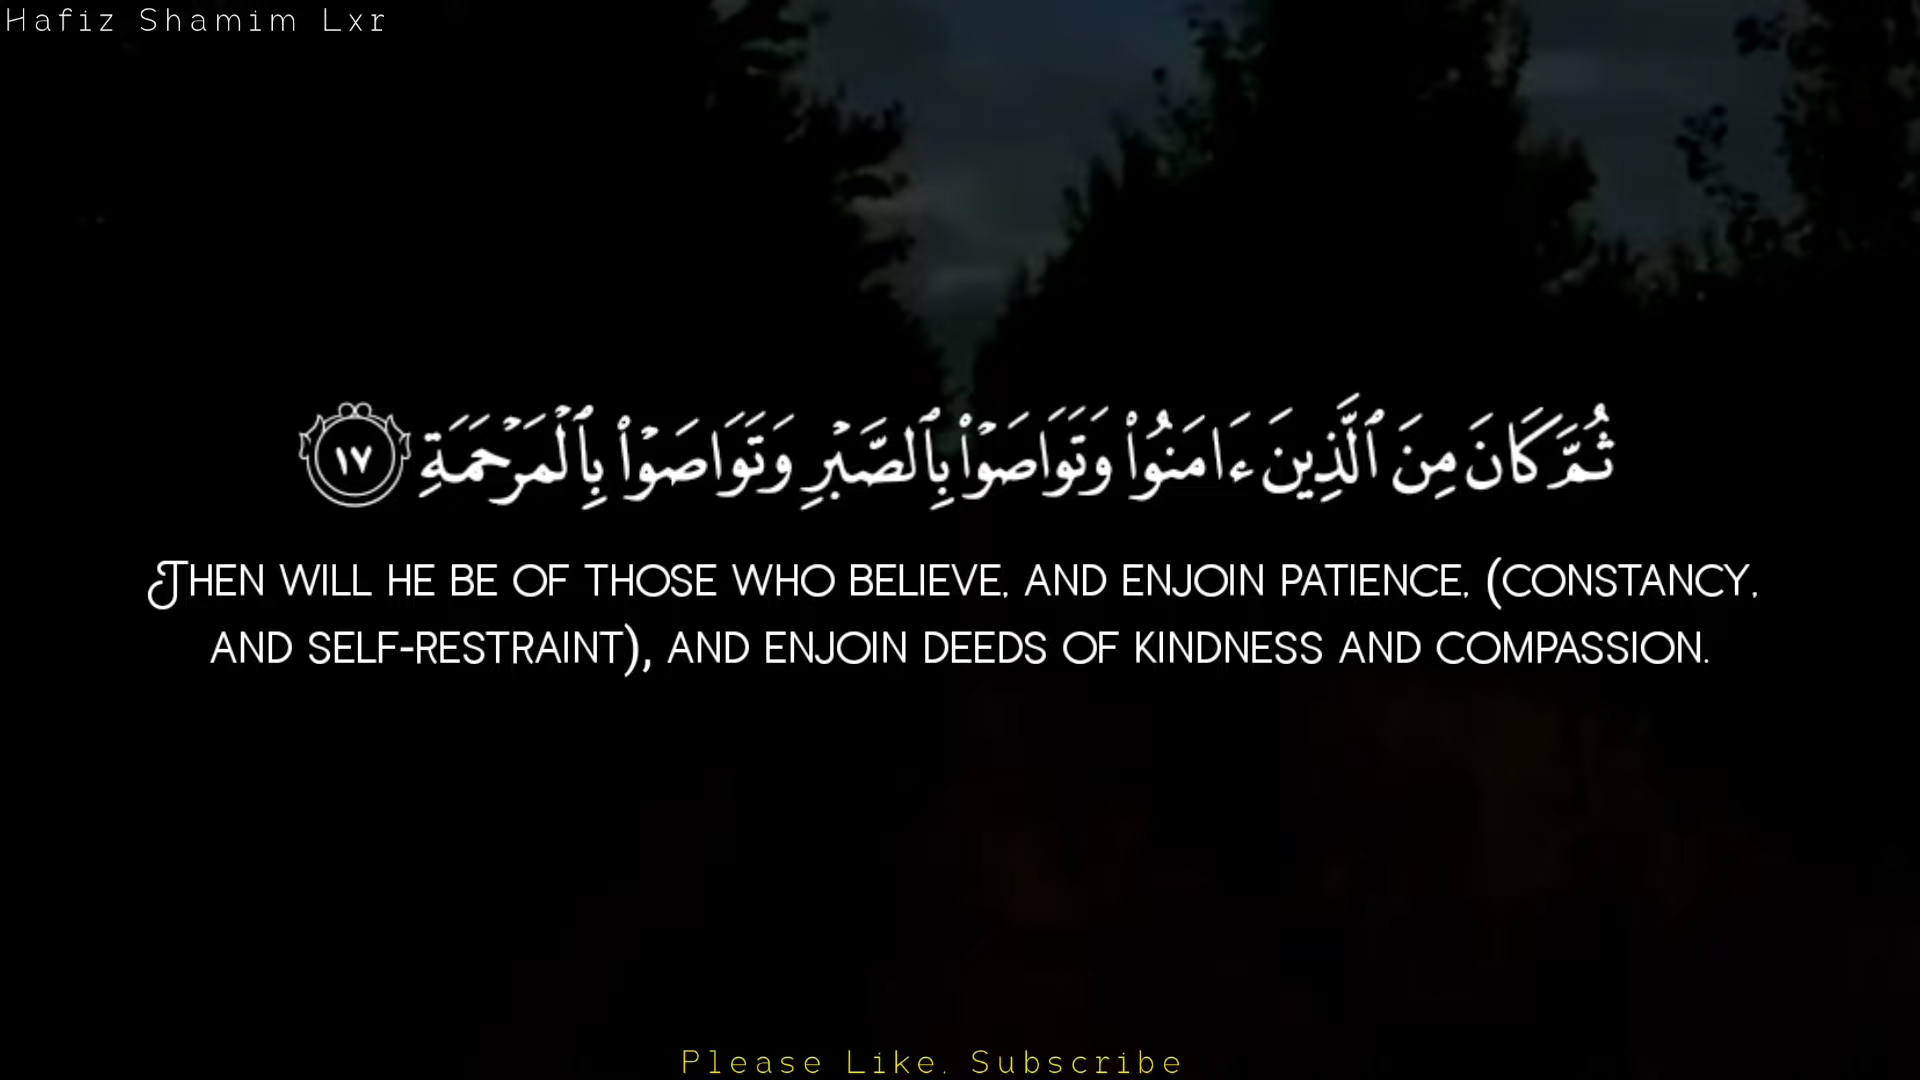 Hafiz Shamim Lxr
ثُمَّ كَانَ مِنَ ٱلَّذِينَ ءَامَنُوا۟ وَتَوَاصَوْا۟ بِٱلصَّبْرِ وَتَوَاصَوْا۟ بِٱلْمَرْحَمَةِ ١٧
THEN WILL HE BE OF THOSE WHO BELIEVE, AND ENJOIN PATIENCE, (CONSTANCY,
AND SELF-RESTRAINT), AND ENJOIN DEEDS OF KINDNESS AND COMPASSION.
Please Like. Subscribe